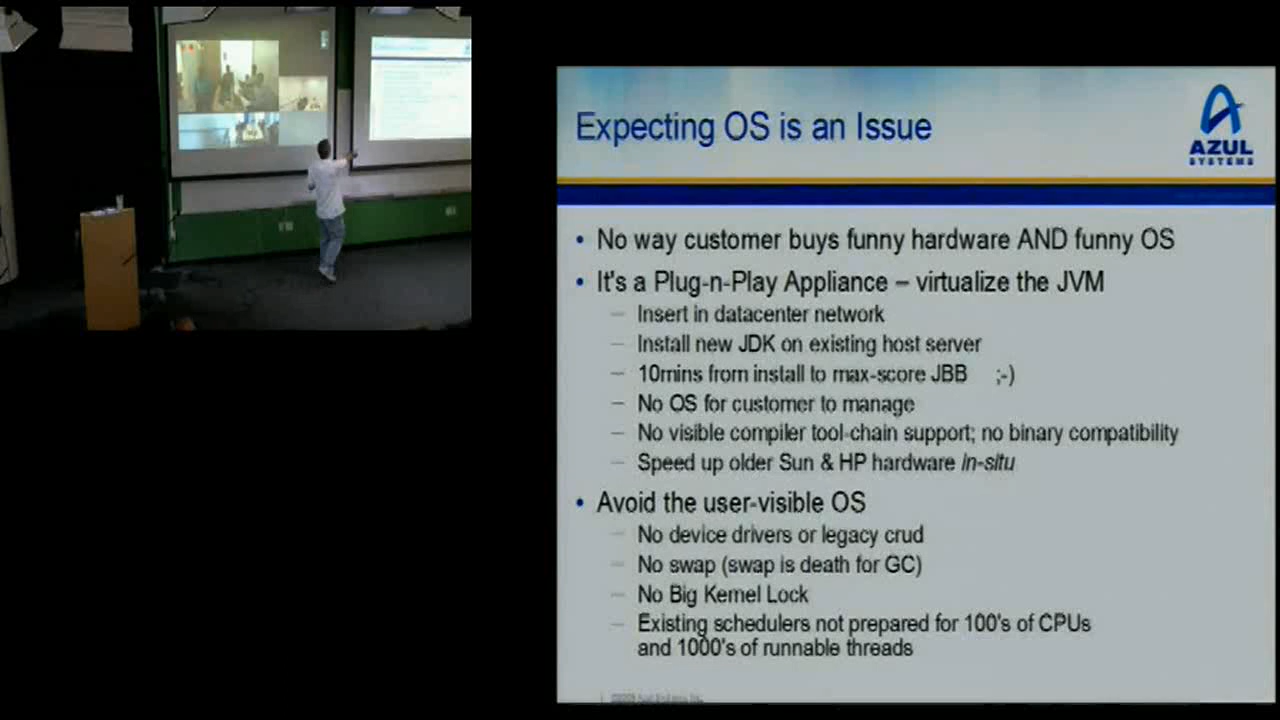 Expecting OS is an Issue
AZUL
SYSTEMS
• No way customer buys funny hardware AND funny OS
• It's a Plug-n-Play Appliance – virtualize the JVM
– Insert in datacenter network
– Install new JDK on existing host server
– 10mins from install to max-score JBB ;-)
– No OS for customer to manage
– No visible compiler tool-chain support; no binary compatibility
– Speed up older Sun & HP hardware in-situ
• Avoid the user-visible OS
– No device drivers or legacy crud
– No swap (swap is death for GC)
– No Big Kernel Lock
– Existing schedulers not prepared for 100's of CPUs
and 1000's of runnable threads